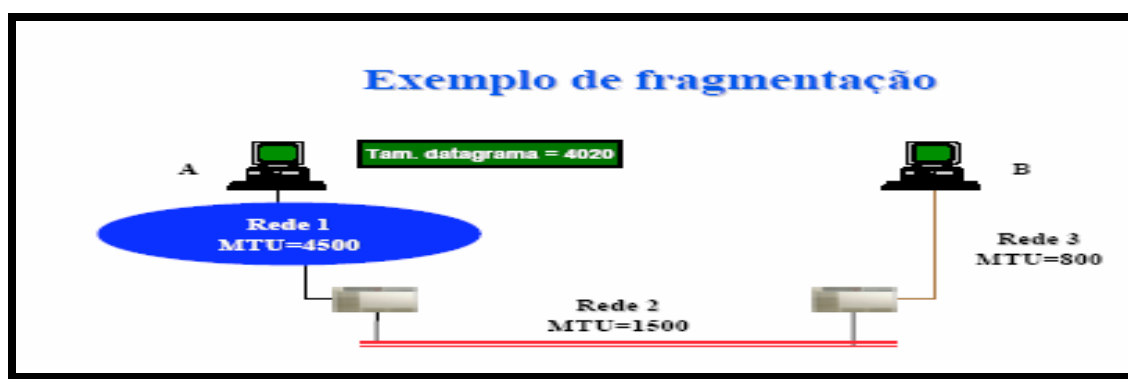 Exemplo de fragmentação
Tam. datagrama = 4020
A
B
Rede 1
MTU=4500
Rede 3
MTU=800
Rede 2
MTU=1500